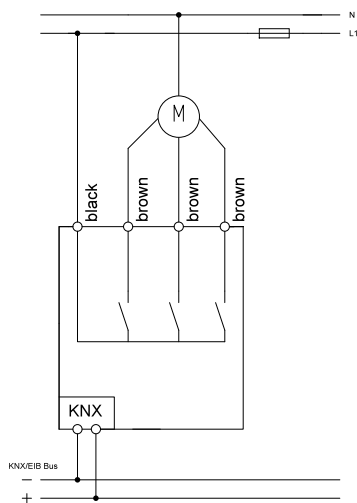 N
L1
M
black
brown
brown
brown
KNX
KNX/EIB Bus
−
+